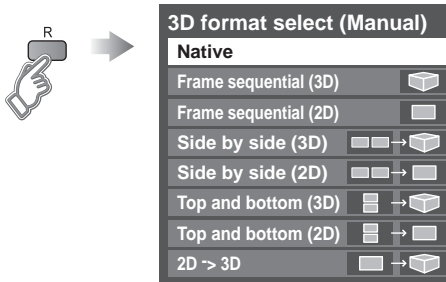 R
3D format select (Manual)
Native
Frame sequential (3D)
Frame sequential (2D)
Side by side (3D)
Side by side (2D)
Top and bottom (3D)
Top and bottom (2D)
2D -> 3D